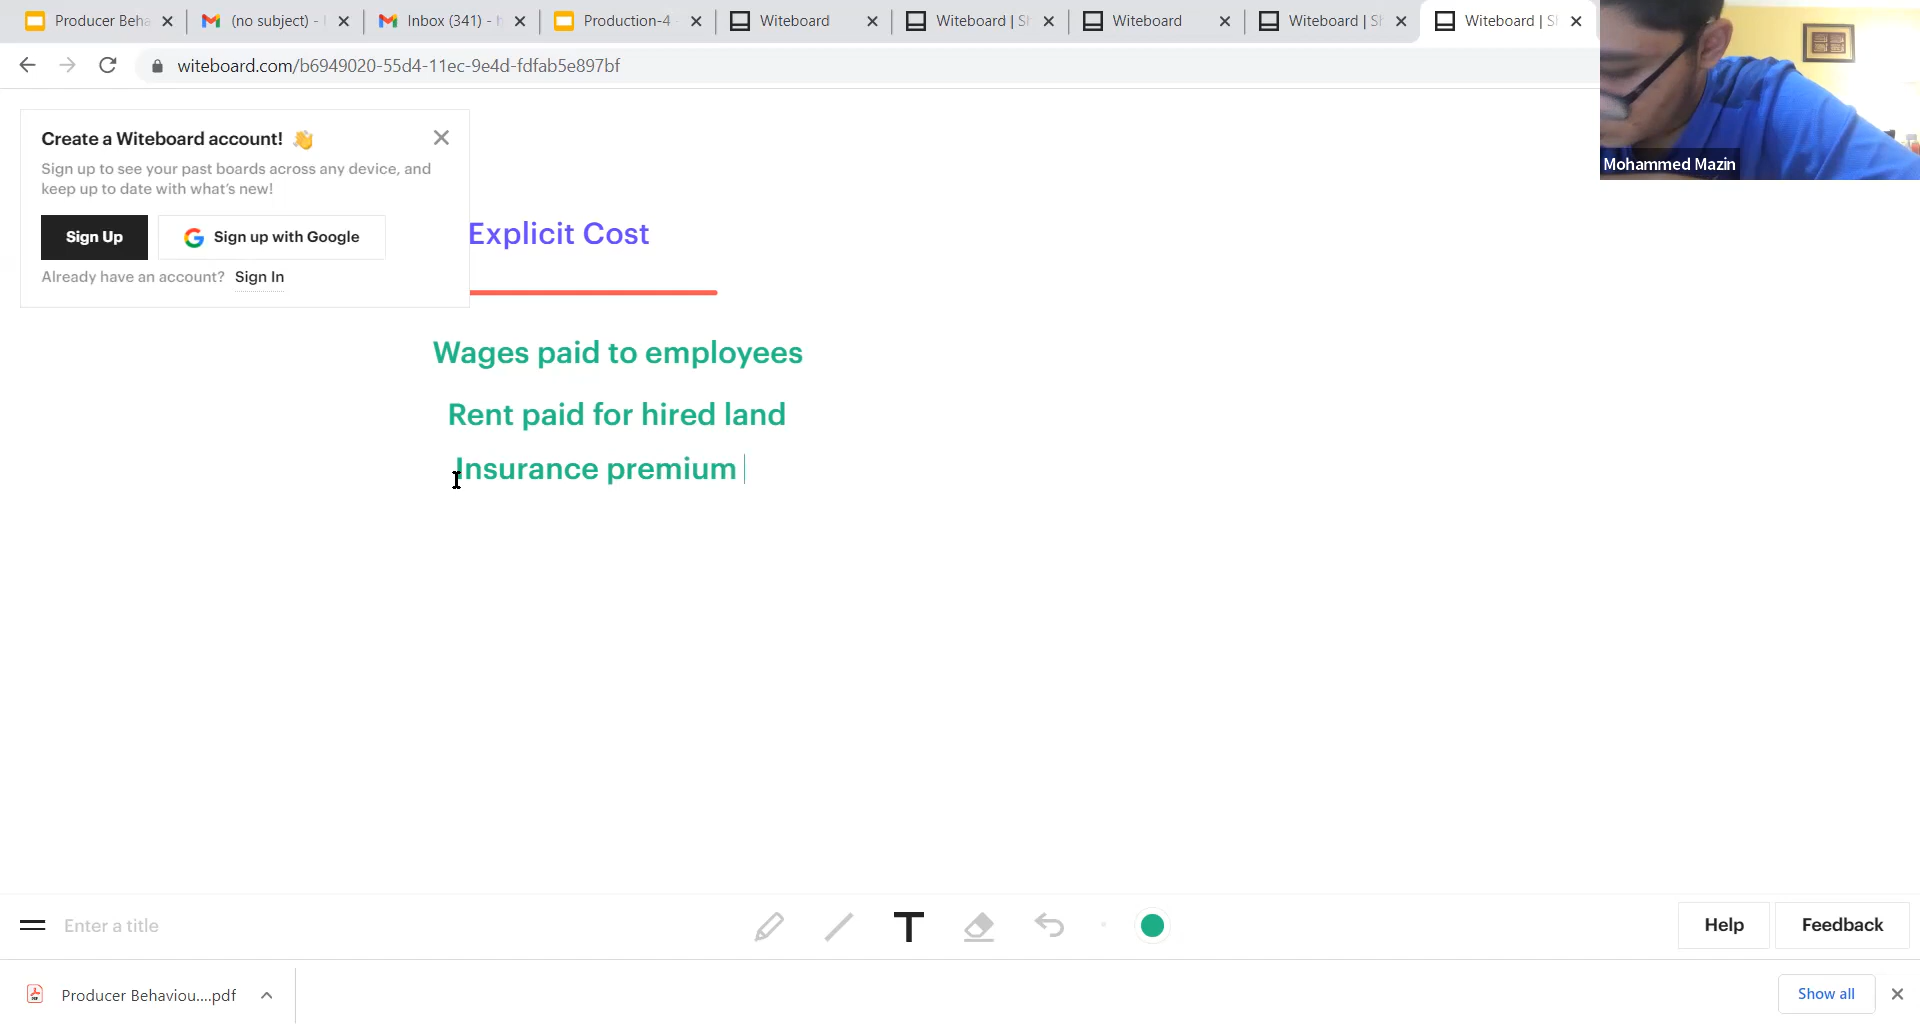 Producer Beha
(no subject) -
Inbox (341) - h
Production-4 -
Witeboard
Witeboard | Sh
Witeboard
Witeboard | Sh
Witeboard | Sh
witeboard.com/b6949020-55d4-11ec-9e4d-fdfab5e897bf
Mohammed Mazin
Create a Witeboard account! 👋
Sign up to see your past boards across any device, and
keep up to date with what's new!
Sign Up
Sign up with Google
Already have an account? Sign In
Explicit Cost
Wages paid to employees
Rent paid for hired land
Insurance premium
Enter a title
T
Help
Feedback
Producer Behaviou....pdf
Show all